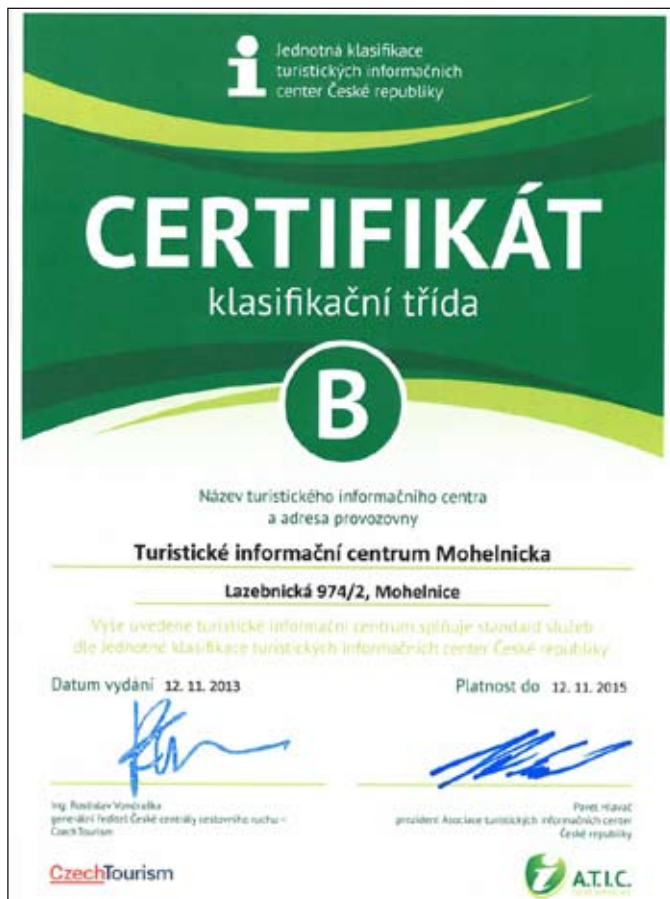 Jednotná klasifikace
turistických informačních
center České republiky
CERTIFIKÁT
klasifikační třída
B
Název turistického informačního centra
a adresa provozovny
Turistické informační centrum Mohelnicka
Lazebnická 974/2, Mohelnice
Výše uvedené turistické informační centrum splňuje standard služeb
dle Jednotné klasifikace turistických informačních center České republiky
Datum vydání 12. 11. 2013
Platnost do 12. 11. 2015
Ing. Rostislav Vondruška
generální ředitel České centrály cestovního ruchu –
CzechTourism
Pavel Hlaváč
prezident Asociace turistických informačních center
České republiky
CzechTourism
A.T.I.C.